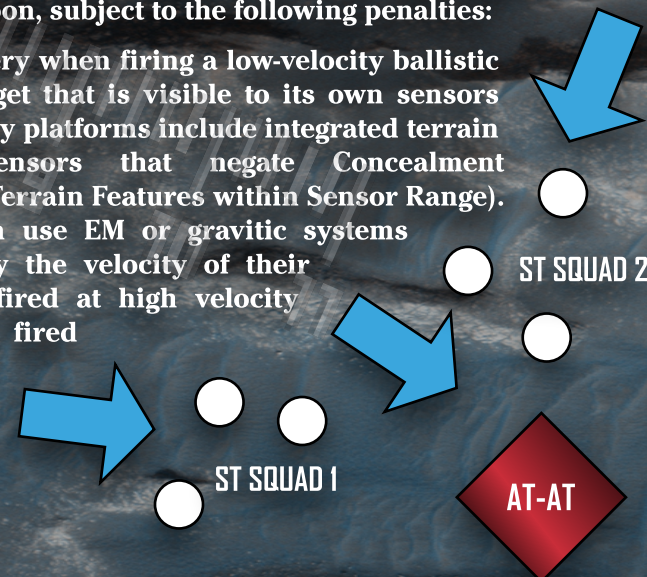 on, subject to the following penalties:
ry when firing a low-velocity ballistic
get that is visible to its own sensors
y platforms include integrated terrain
ensors that negate Concealment
Terrain Features within Sensor Range).
use EM or gravitic systems
y the velocity of their
fired at high velocity
fired
ST SQUAD 2
ST SQUAD 1
AT-AT